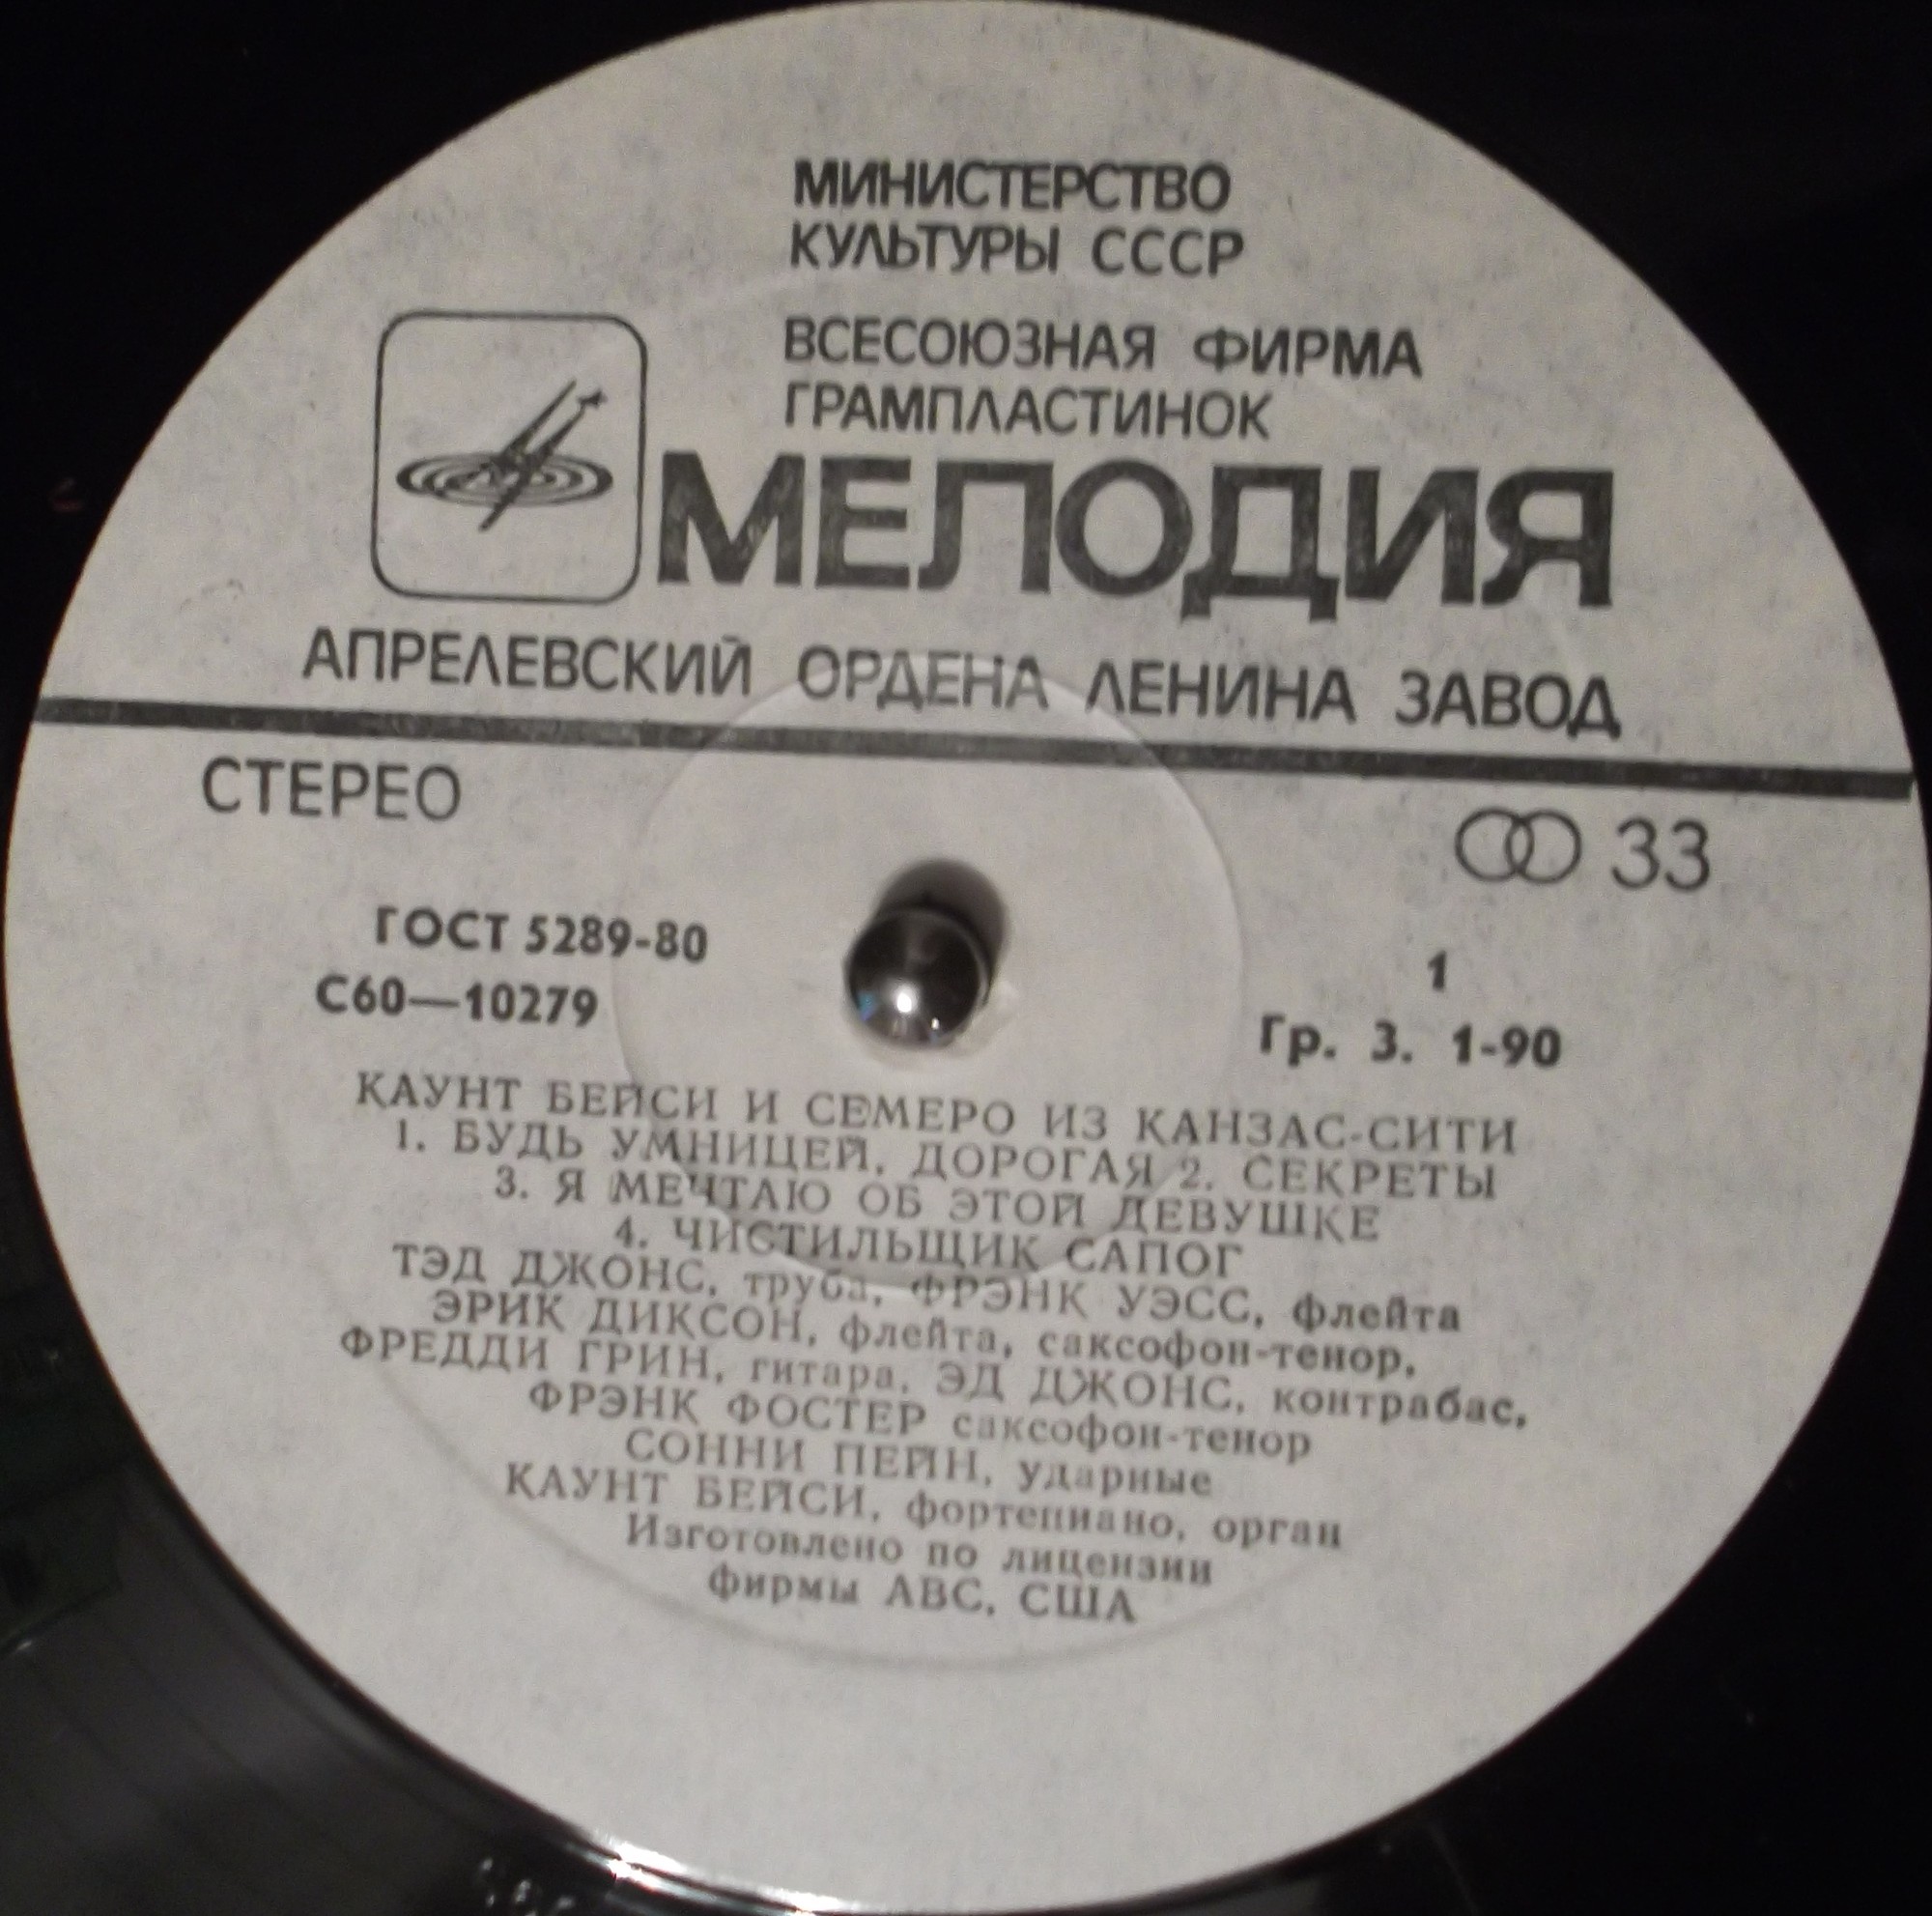 МИНИСТЕРСТВО
КУЛЬТУРЫ СССР
ВСЕСОЮЗНАЯ ФИРМА
ГРАМПЛАСТИНОК
МЕЛОДИЯ
АПРЕЛЕВСКИЙ ОРДЕНА ЛЕНИНА ЗАВОД
СТЕРЕО
33
ГОСТ 5289-80
1
С60—10279
Гр. 3. 1-90
КАУНТ БЕЙСИ И СЕМЕРО ИЗ КАНЗАС-СИТИ
1. БУДЬ УМНИЦЕЙ, ДОРОГАЯ 2. СЕКРЕТЫ
3. Я МЕЧТАЮ ОБ ЭТОЙ ДЕВУШКЕ
4. ЧИСТИЛЬЩИК САПОГ
ТЭД ДЖОНС, труба, ФРЭНК УЭСС, флейта
ЭРИК ДИКСОН, флейта, саксофон-тенор,
ФРЕДДИ ГРИН, гитара, ЭД ДЖОНС, контрабас,
ФРЭНК ФОСТЕР саксофон-тенор
СОННИ ПЕЙН, ударные
КАУНТ БЕЙСИ, фортепиано, орган
Изготовлено по лицензии
фирмы АВС, США